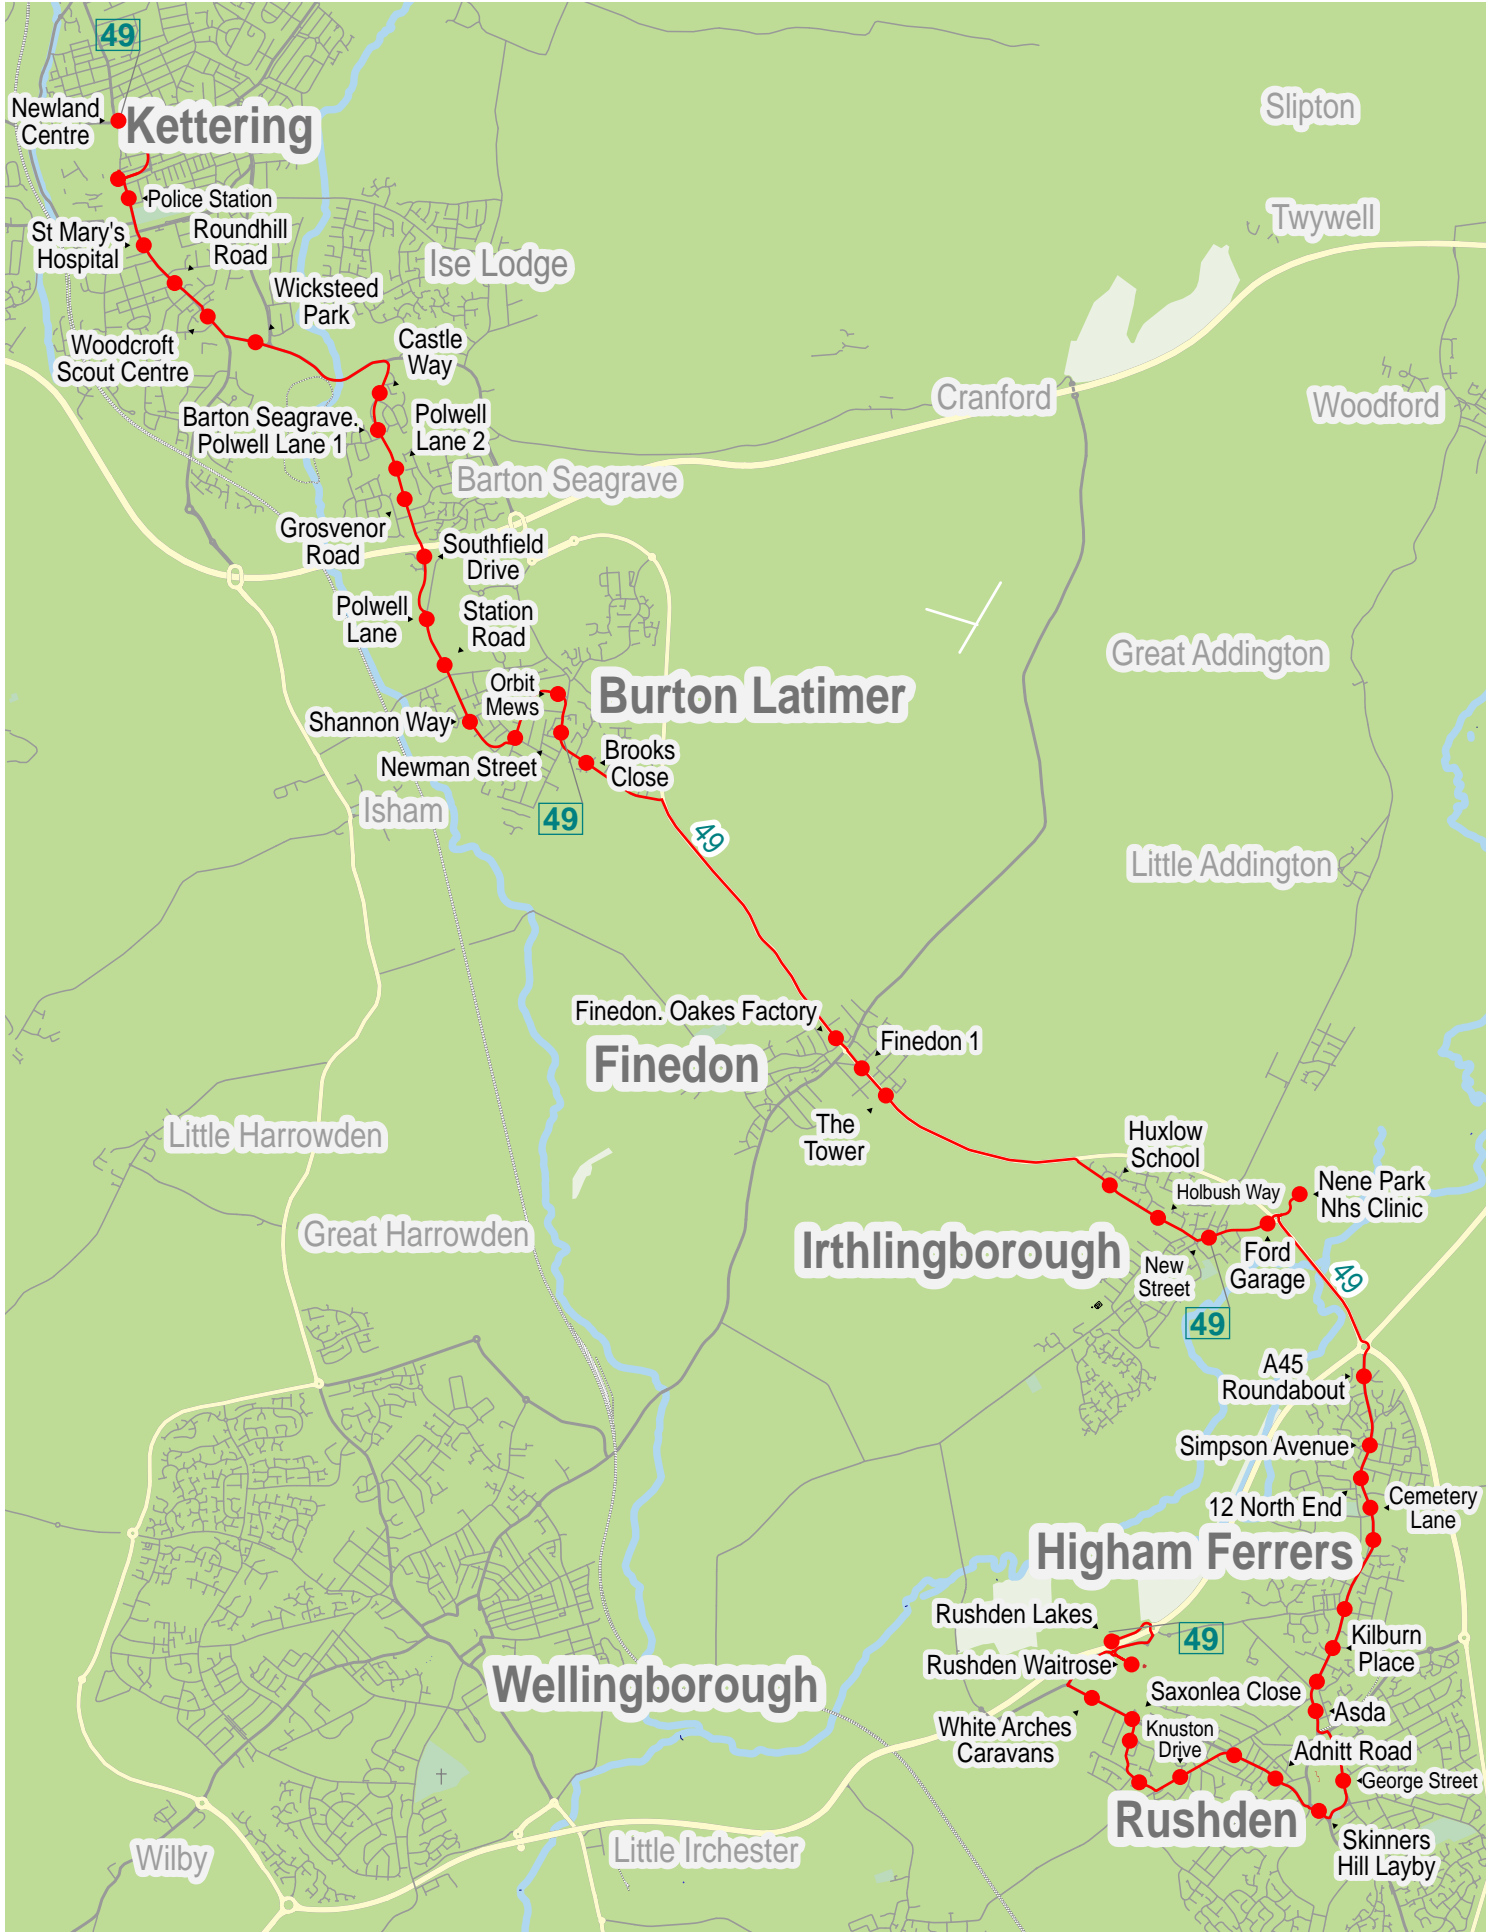 49
Newland
Centre
Kettering
Slipton
Police Station
Twywell
St Mary's
Hospital
Roundhill
Road
Ise Lodge
Wicksteed
Park
Woodcroft
Scout Centre
Castle
Way
Cranford
Woodford
Barton Seagrave.
Polwell Lane 1
Polwell
Lane 2
Barton Seagrave
Grosvenor
Road
Southfield
Drive
Polwell
Lane
Station
Road
Great Addington
Orbit
Mews
Burton Latimer
Shannon Way
Newman Street
Brooks
Close
Isham
49
49
Little Addington
Finedon. Oakes Factory
Finedon 1
Finedon
The
Tower
Little Harrowden
Huxlow
School
Holbush Way
Nene Park
Nhs Clinic
Great Harrowden
Irthlingborough
New
Street
Ford
Garage
49
49
A45
Roundabout
Simpson Avenue
12 North End
Cemetery
Lane
Higham Ferrers
Rushden Lakes
49
Kilburn
Place
Rushden Waitrose
Wellingborough
Saxonlea Close
Asda
White Arches
Caravans
Knuston
Drive
Adnitt Road
George Street
Rushden
Skinners
Hill Layby
Little Irchester
Wilby